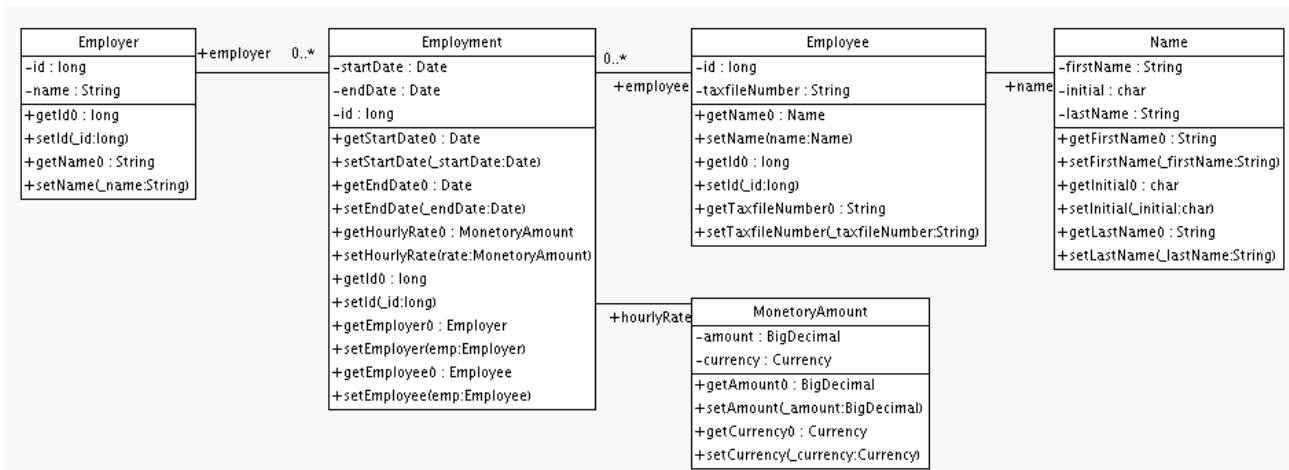 Employer
-id : long
-name : String
+getId() : long
+setId(_id:long)
+getName() : String
+setName(_name:String)
+employer 0..*
Employment
-startDate : Date
-endDate : Date
-id : long
+getStartDate() : Date
+setStartDate(_startDate:Date)
+getEndDate() : Date
+setEndDate(_endDate:Date)
+getHourlyRate() : MonetoryAmount
+setHourlyRate(rate:MonetoryAmount)
+getId() : long
+setId(_id:long)
+getEmployer() : Employer
+setEmployer(emp:Employer)
+getEmployee() : Employee
+setEmployee(emp:Employee)
0..*
+employee
Employee
-id : long
-taxfileNumber : String
+getName() : Name
+setName(name:Name)
+getId() : long
+setId(_id:long)
+getTaxfileNumber() : String
+setTaxfileNumber(_taxfileNumber:String)
+name
Name
-firstName : String
-initial : char
-lastName : String
+getFirstName() : String
+setFirstName(_firstName:String)
+getInitial() : char
+setInitial(_initial:char)
+getLastName() : String
+setLastName(_lastName:String)
+hourlyRate
MonetoryAmount
-amount : BigDecimal
-currency : Currency
+getAmount() : BigDecimal
+setAmount(_amount:BigDecimal)
+getCurrency() : Currency
+setCurrency(_currency:Currency)